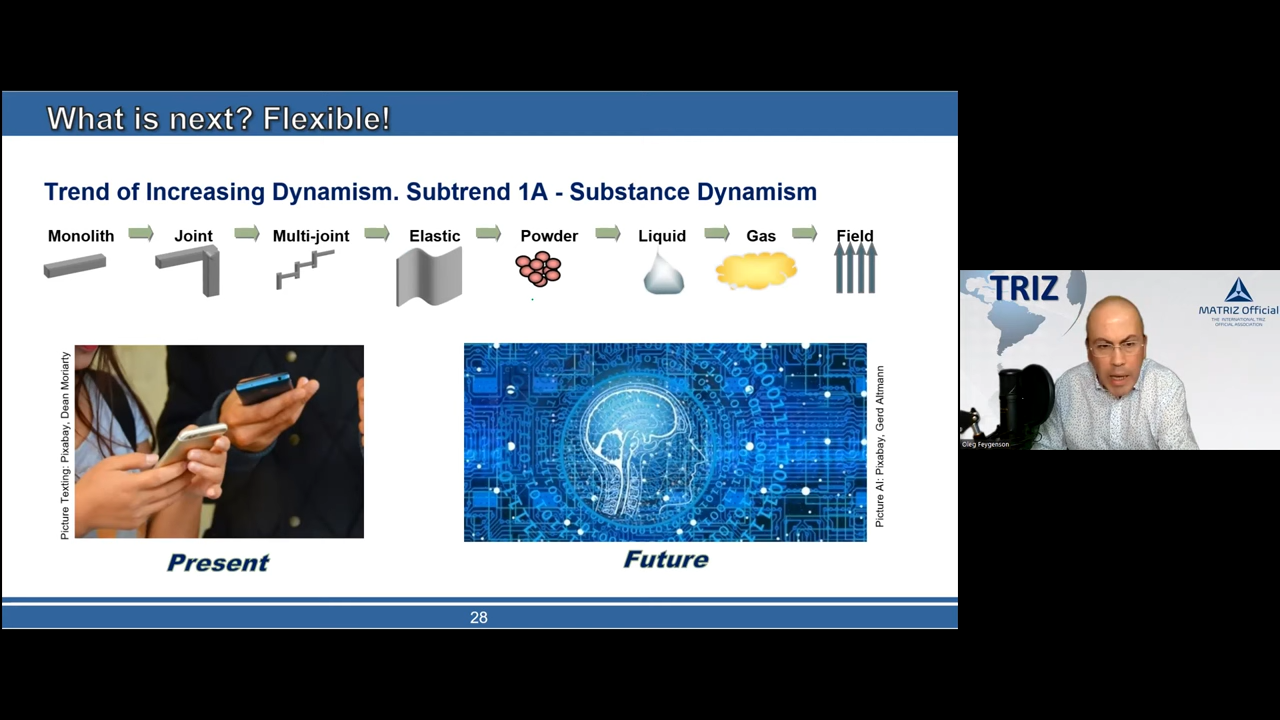 What is next? Flexible!
Trend of Increasing Dynamism. Subtrend 1A - Substance Dynamism
Monolith Joint Multi-joint Elastic Powder Liquid Gas Field
Picture Texting: Pixabay, Dean Moriarty
Picture AI: Pixabay, Gerd Altmann
Present
Future
28
TRIZ
MATRIZ Official
THE INTERNATIONAL TRIZ
OFFICIAL ASSOCIATION
Oleg Feygenson